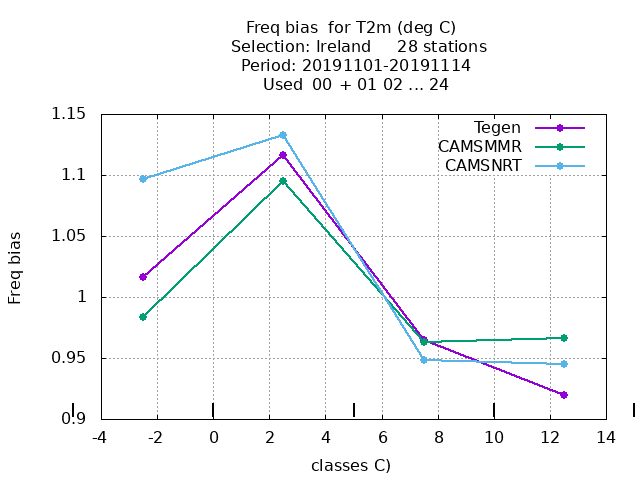 Freq bias  for T2m (deg C)
Selection: Ireland     28 stations
Period: 20191101-20191114
Used  00  + 01 02 ... 24
1.15
1.1
1.05
1
0.95
0.9
Freq bias
Tegen
CAMSMMR
CAMSNRT
-4 -2 0 2 4 6 8 10 12 14
classes C)